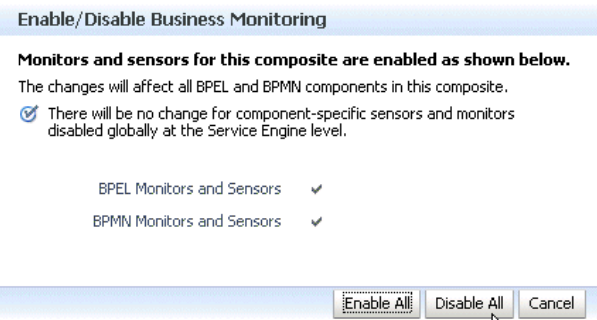 Enable/Disable Business Monitoring
Monitors and sensors for this composite are enabled as shown below.
The changes will affect all BPEL and BPMN components in this composite.
There will be no change for component-specific sensors and monitors
disabled globally at the Service Engine level.
BPEL Monitors and Sensors
BPMN Monitors and Sensors
Enable All Disable All Cancel